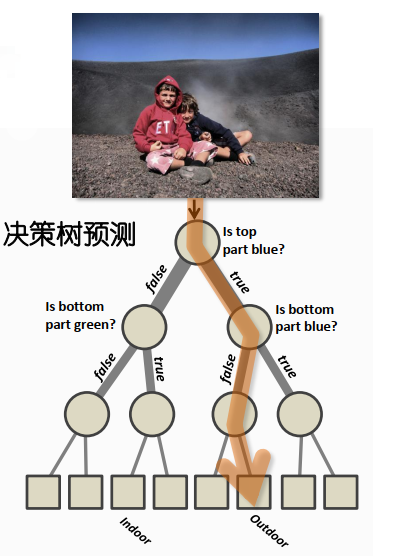 ET
决策树预测
Is top
part blue?
false
true
Is bottom
part green?
Is bottom
part blue?
false
true
false
true
Indoor
Outdoor